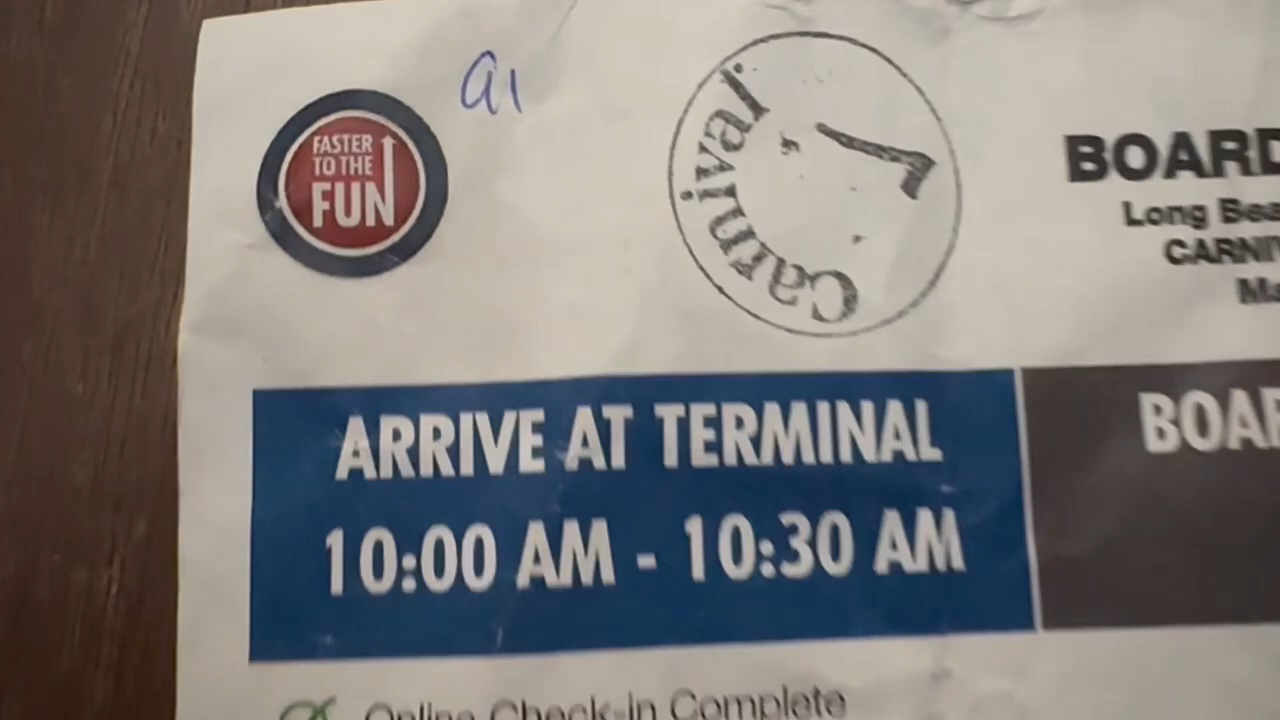 a1
FASTER
TO THE
FUN
Carnival
BOARD
Long Bea
CARNIV
Ma
ARRIVE AT TERMINAL
10:00 AM - 10:30 AM
BOAR
Online Check-in Complete